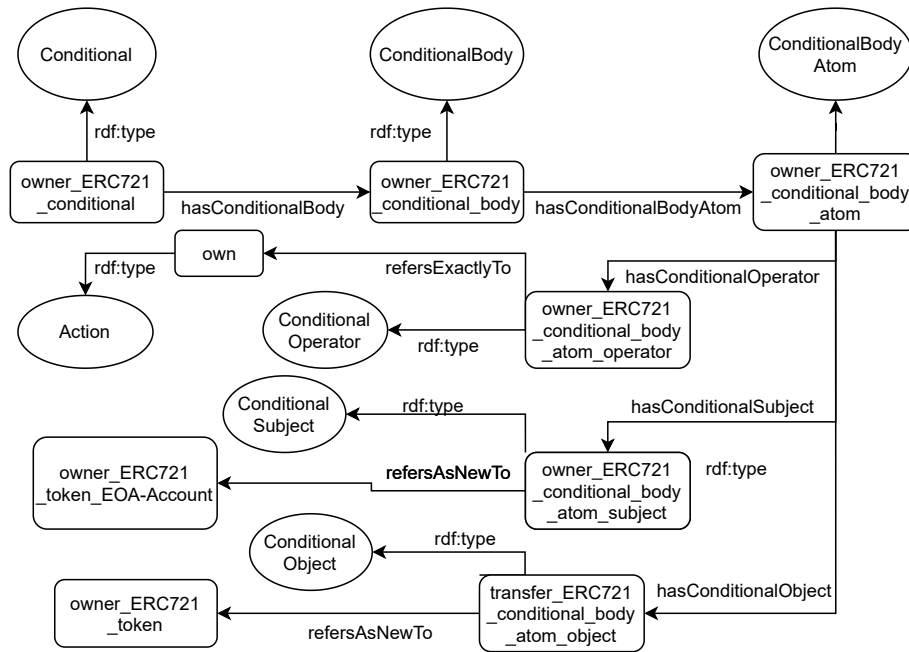 Conditional
ConditionalBody
ConditionalBody
Atom
rdf:type
rdf:type
owner_ERC721
_conditional
hasConditionalBody
owner_ERC721
_conditional_body
hasConditionalBodyAtom
owner_ERC721
_conditional_body
_atom
rdf:type
own
refersExactlyTo
hasConditionalOperator
Action
Conditional
Operator
rdf:type
owner_ERC721
_conditional_body
_atom_operator
Conditional
Subject
rdf:type
hasConditionalSubject
owner_ERC721
_token_EOA-Account
refersAsNewTo
owner_ERC721
_conditional_body
_atom_subject
rdf:type
Conditional
Object
rdf:type
owner_ERC721
_token
refersAsNewTo
transfer_ERC721
_conditional_body
_atom_object
hasConditionalObject